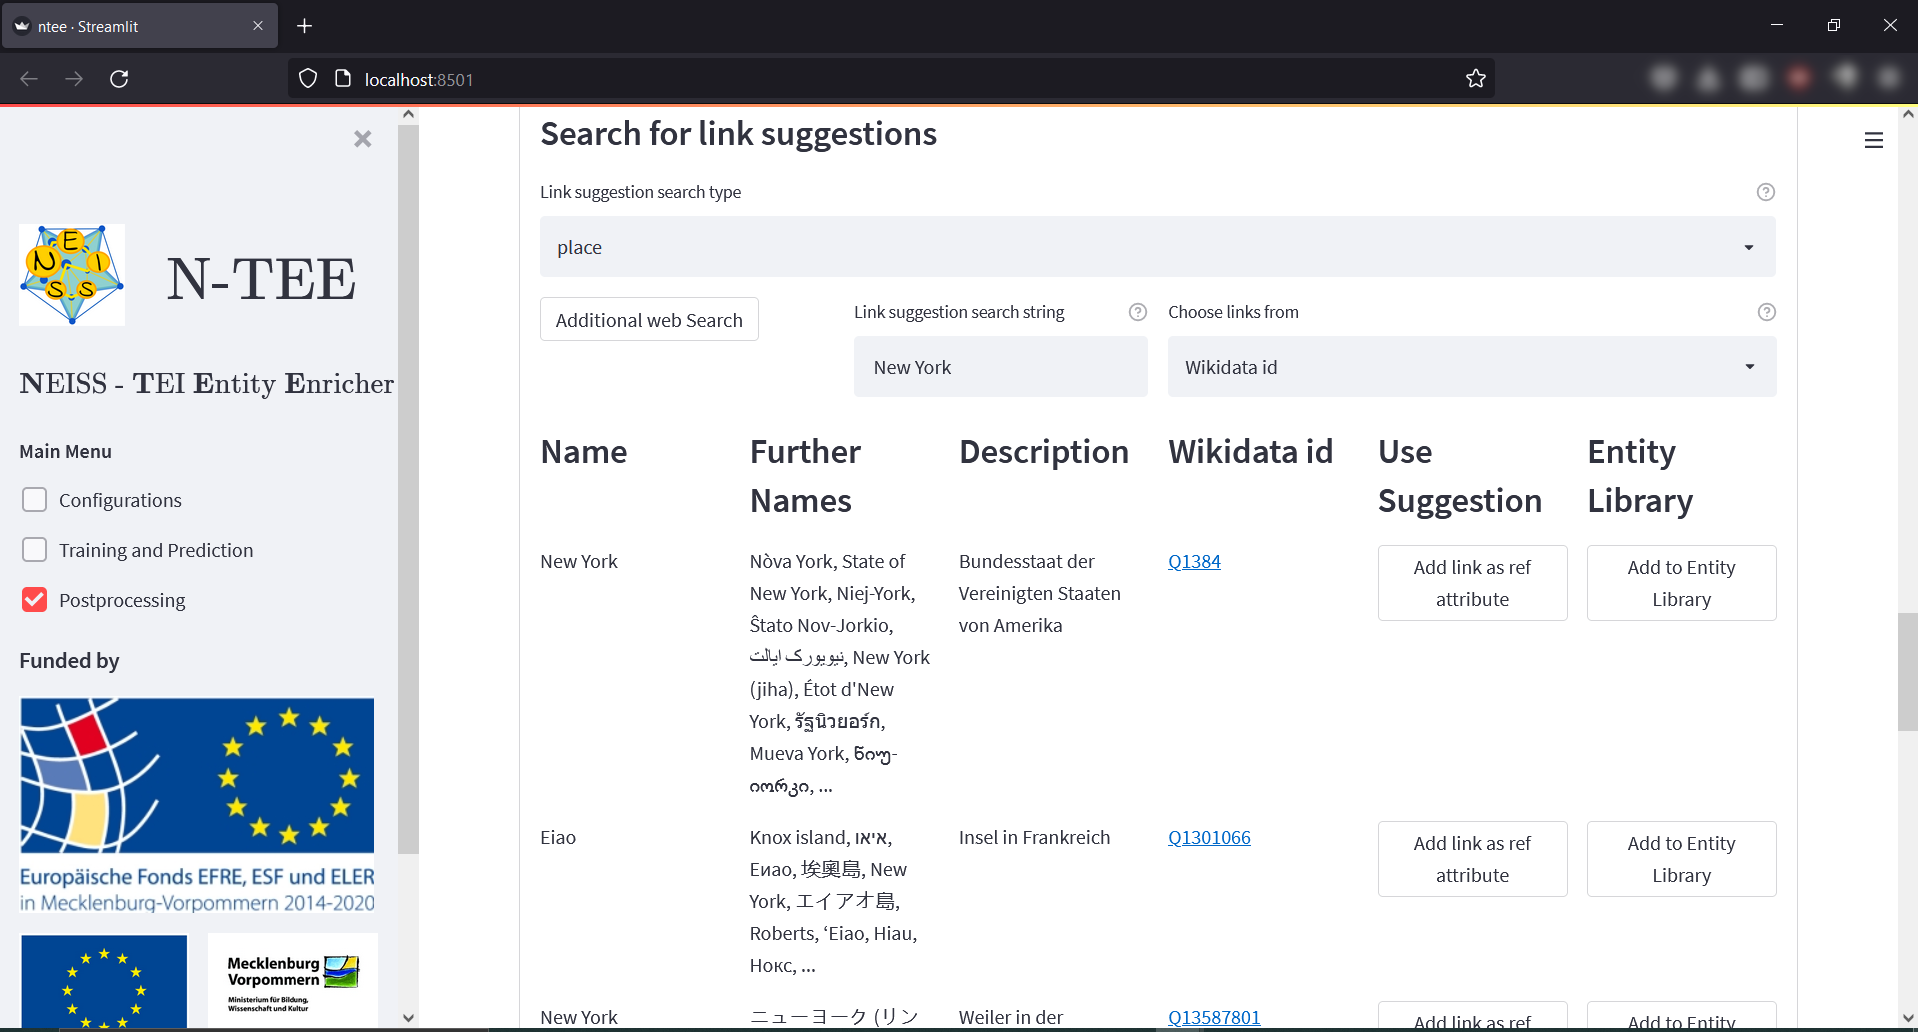 ntee · Streamlit
localhost:8501
N-TEE
NEISS - TEI Entity Enricher
Main Menu
Configurations
Training and Prediction
Postprocessing
Funded by
Europäische Fonds EFRE, ESF und ELER
in Mecklenburg-Vorpommern 2014-2020
Mecklenburg
Vorpommern
Ministerium für Bildung,
Wissenschaft und Kultur
Search for link suggestions
Link suggestion search type
place
Additional web Search
Link suggestion search string
New York
Choose links from
Wikidata id
Name
Further
Names
Description
Wikidata id
Use
Suggestion
Entity
Library
New York
Nòva York, State of
New York, Niej-York,
Ŝtato Nov-Jorkio,
نیویورک ایالت, New York
(jiha), Étot d'New
York, รัฐนิวยอร์ก,
Mueva York, ნიუ-
იორკი, ...
Bundesstaat der
Vereinigten Staaten
von Amerika
Q1384
Add link as ref
attribute
Add to Entity
Library
Eiao
Knox island, איאו,
Еиао, 埃奧島, New
York, エイアオ島,
Roberts, ‘Eiao, Hiau,
Нокс, ...
Insel in Frankreich
Q1301066
Add link as ref
attribute
Add to Entity
Library
New York
ニューヨーク (リン
Weiler in der
Q13587801
Add link as ref
Add to Entity